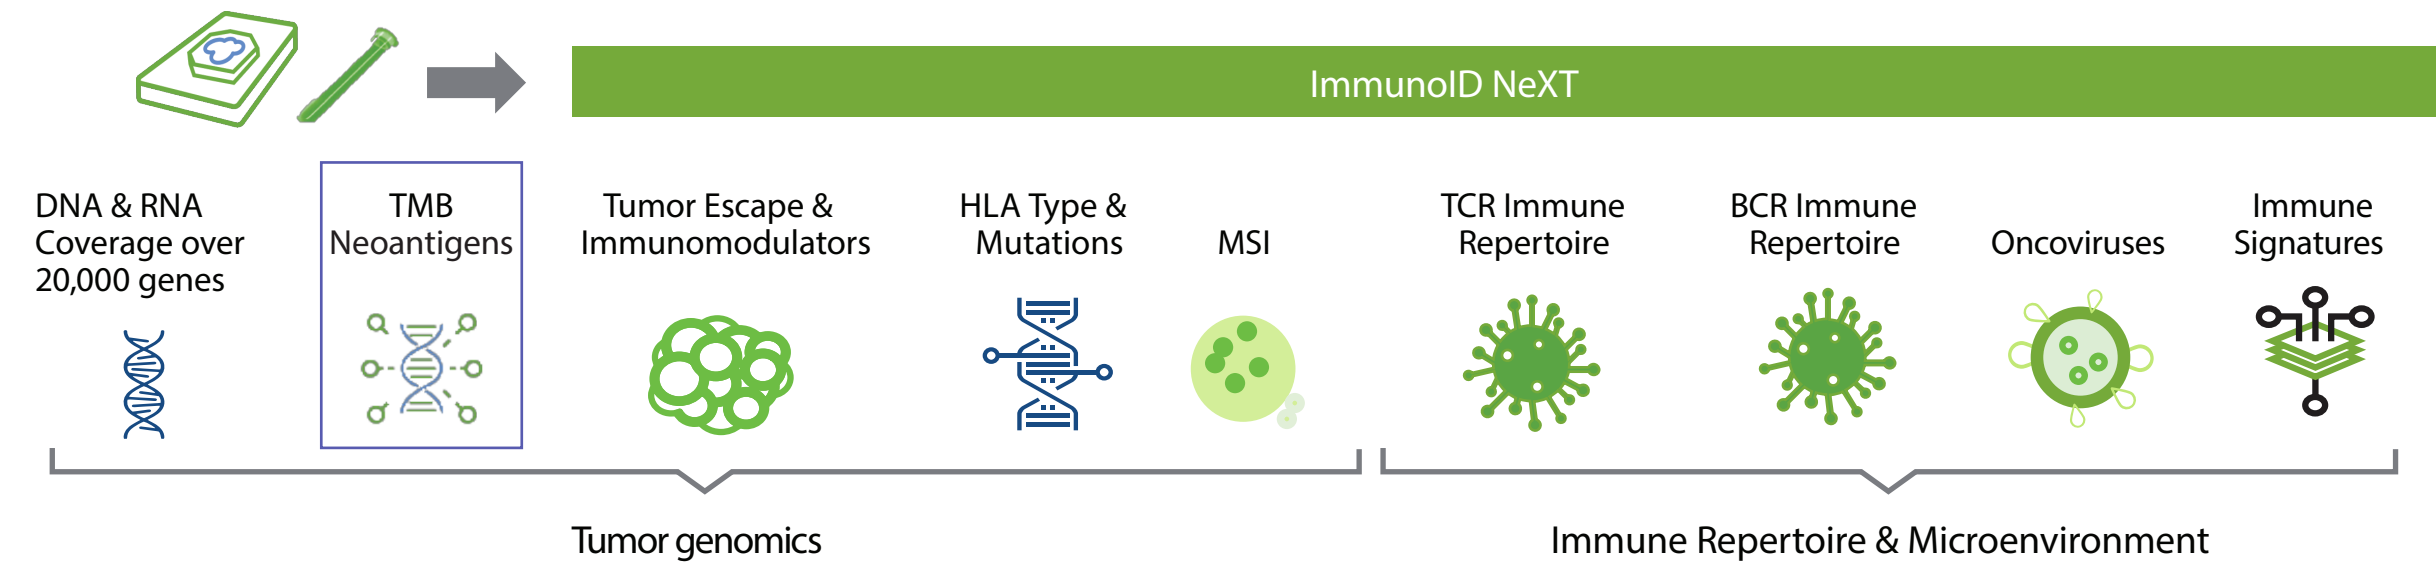 ImmunoID NeXT
DNA & RNA
Coverage over
20,000 genes
TMB
Neoantigens
Tumor Escape &
Immunomodulators
HLA Type &
Mutations
MSI
TCR Immune
Repertoire
BCR Immune
Repertoire
Oncoviruses
Immune
Signatures
Tumor genomics
Immune Repertoire & Microenvironment